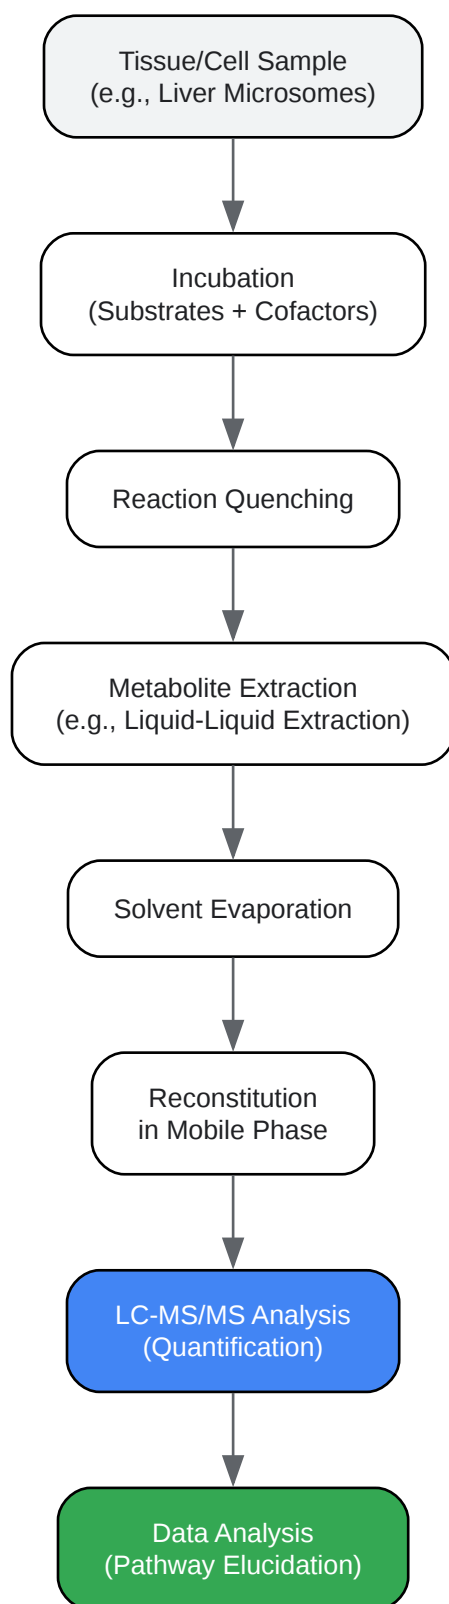 Tissue/Cell Sample
(e.g., Liver Microsomes)
Incubation
(Substrates + Cofactors)
Reaction Quenching
Metabolite Extraction
(e.g., Liquid-Liquid Extraction)
Solvent Evaporation
Reconstitution
in Mobile Phase
LC-MS/MS Analysis
(Quantification)
Data Analysis
(Pathway Elucidation)